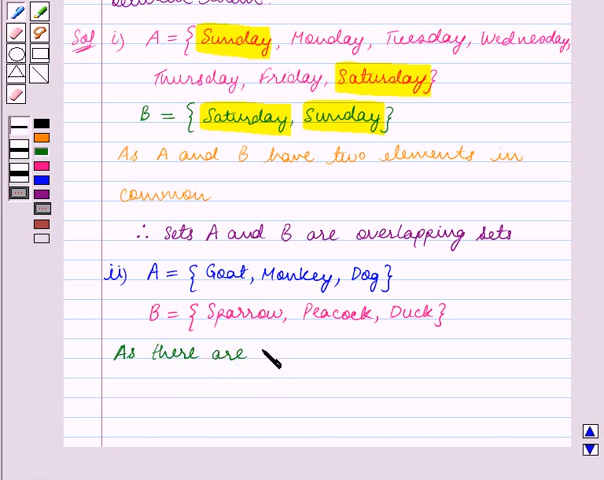 Sol i) A = { Sunday, Monday, Tuesday, Wednesday,
Thursday, Friday, Saturday}
B = { Saturday, Sunday }
As A and B have two elements in
common
∴ Sets A and B are overlapping sets
ii) A = { Goat, Monkey, Dog}
B = { Sparrow, Peacock, Duck }
As there are